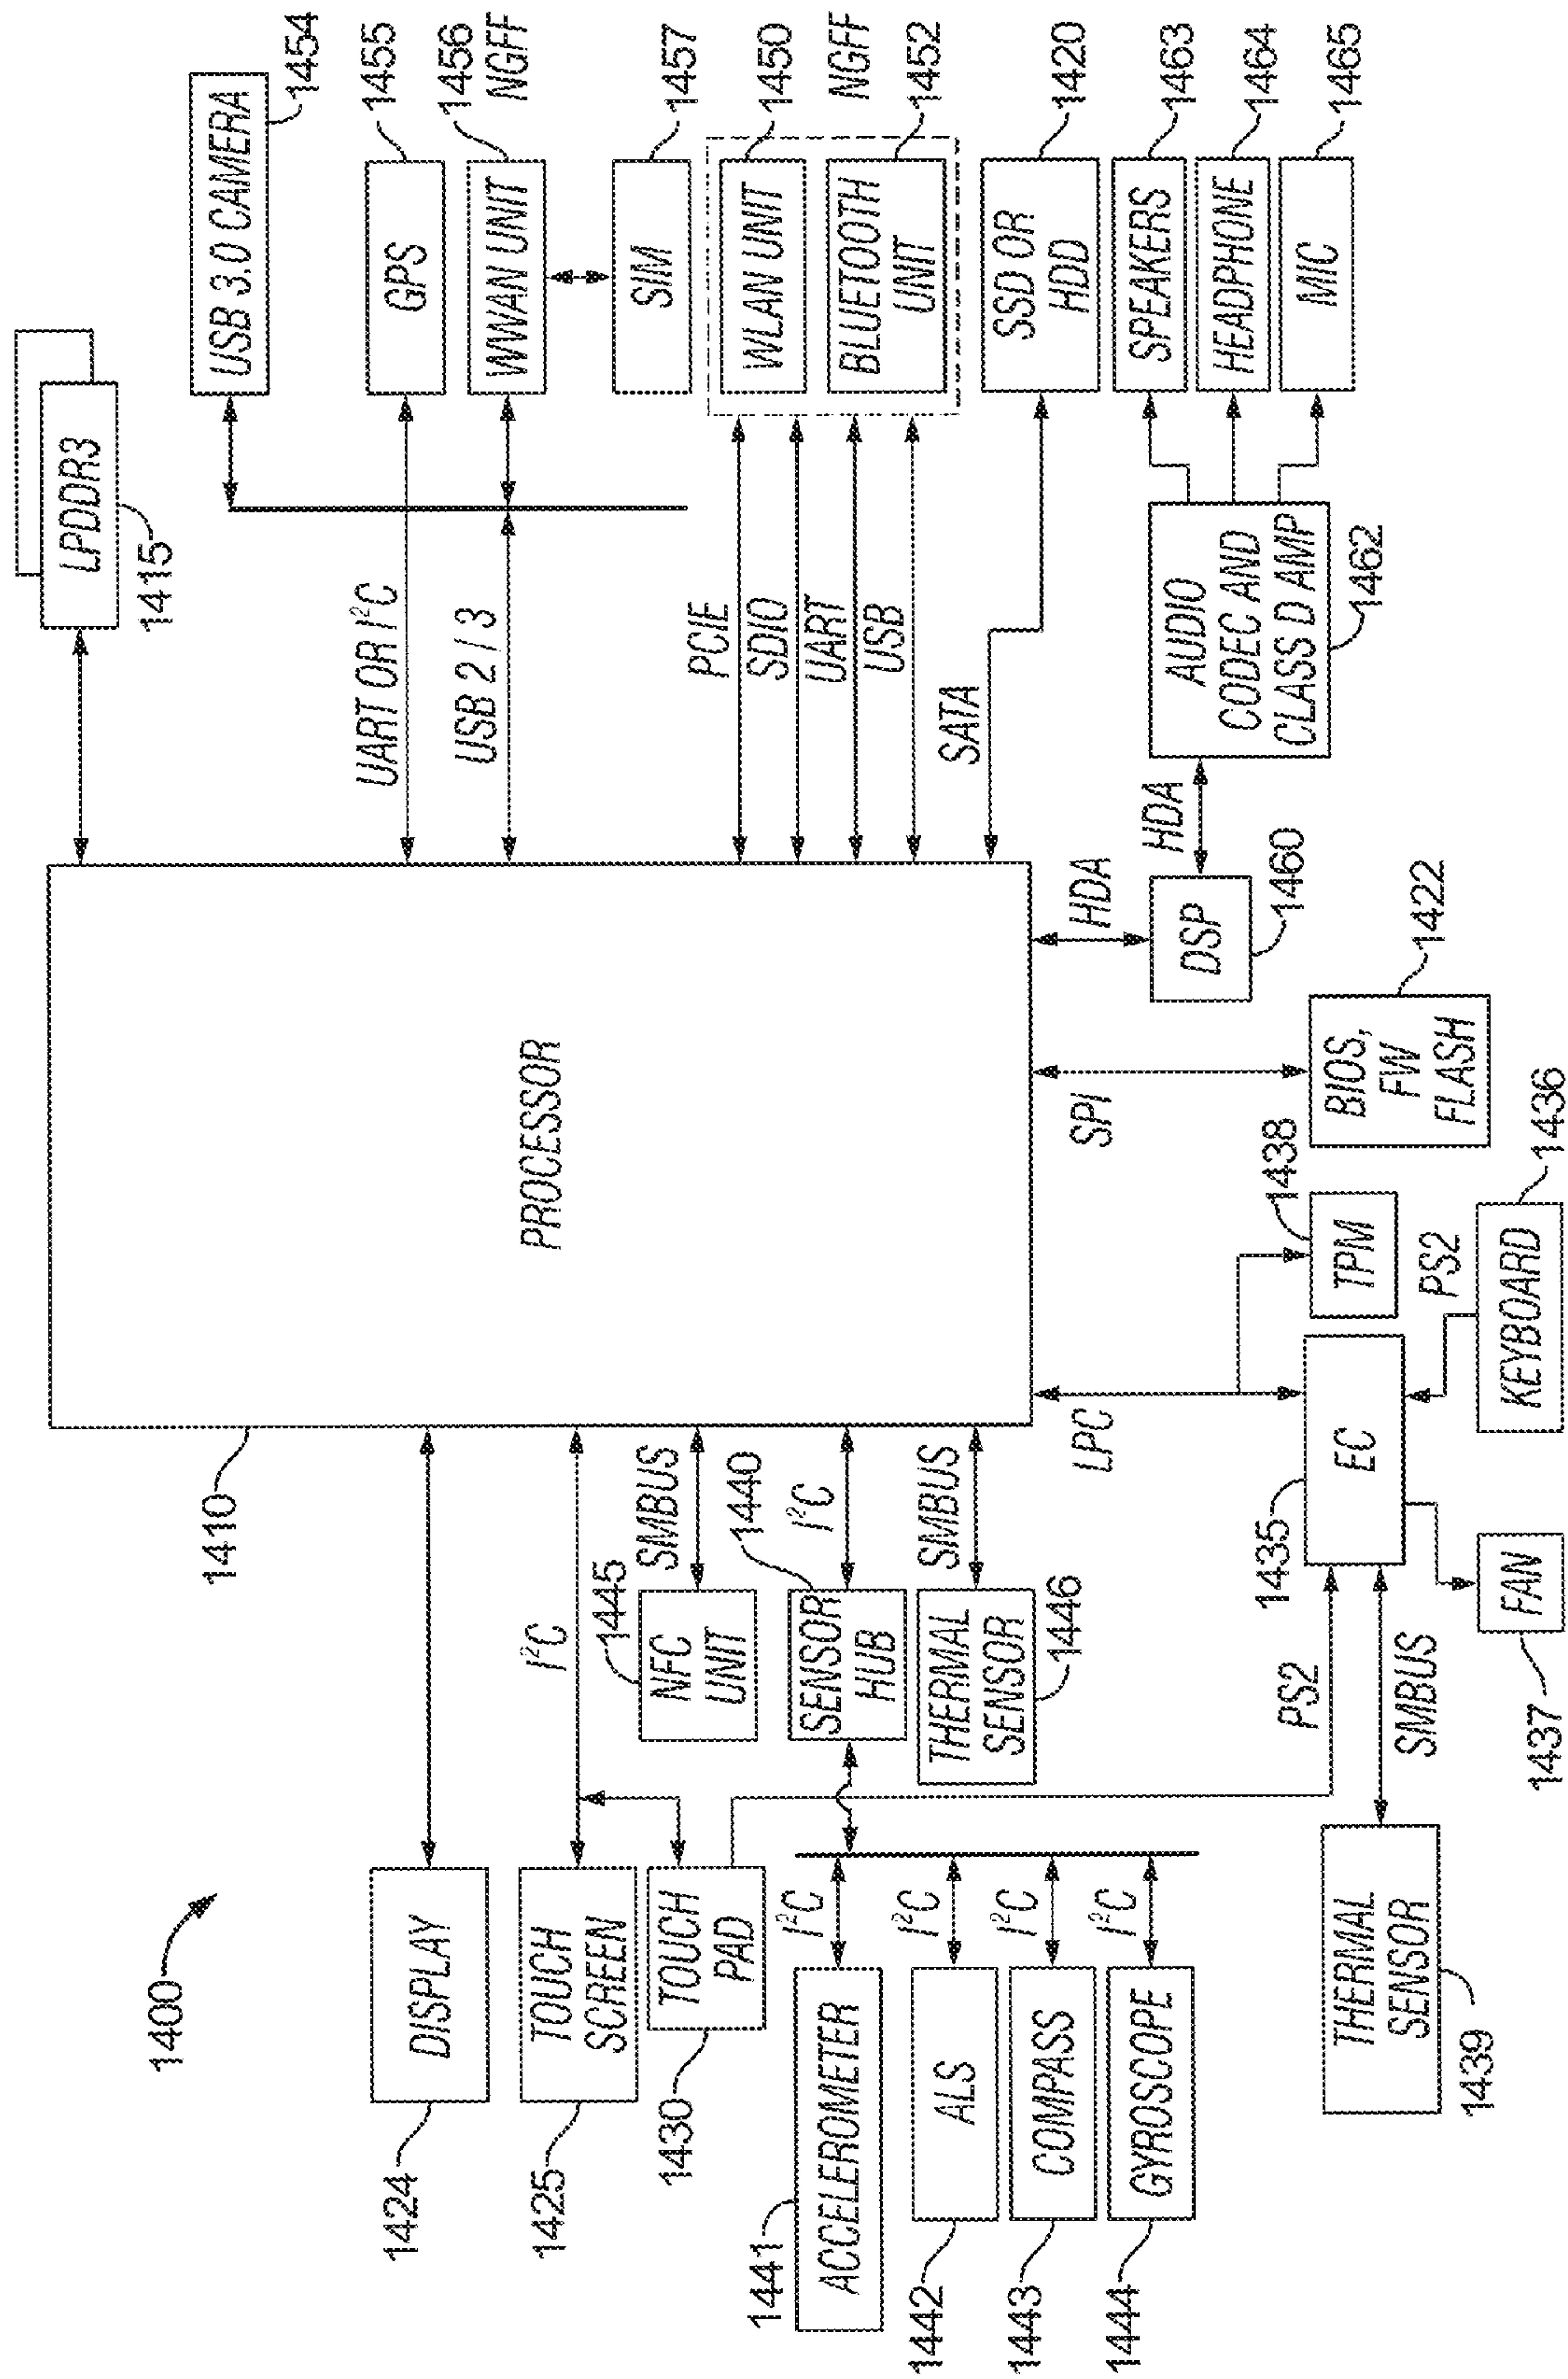 1400
LPDDR3
1415
1410
PROCESSOR
DISPLAY
1424
I²C
TOUCH
SCREEN
1425
TOUCH
PAD
1430
SMBUS
1445
NFC
UNIT
1440
I²C
SENSOR
HUB
SMBUS
THERMAL
SENSOR
1446
I²C
ACCELEROMETER
1441
I²C
ALS
1442
I²C
COMPASS
1443
I²C
GYROSCOPE
1444
USB 3.0 CAMERA
1454
UART OR I²C
GPS
1455
USB 2 / 3
WWAN UNIT
1456
NGFF
SIM
1457
PCIE
SDIO
UART
USB
WLAN UNIT
1450
NGFF
BLUETOOTH
UNIT
1452
SATA
SSD OR
HDD
1420
SPEAKERS
1463
HEADPHONE
1464
MIC
1465
AUDIO
CODEC AND
CLASS D AMP
1462
HDA
HDA
DSP
1460
SPI
BIOS,
FW
FLASH
1422
LPC
TPM
1438
EC
1435
PS2
KEYBOARD
1436
PS2
SMBUS
THERMAL
SENSOR
1439
FAN
1437